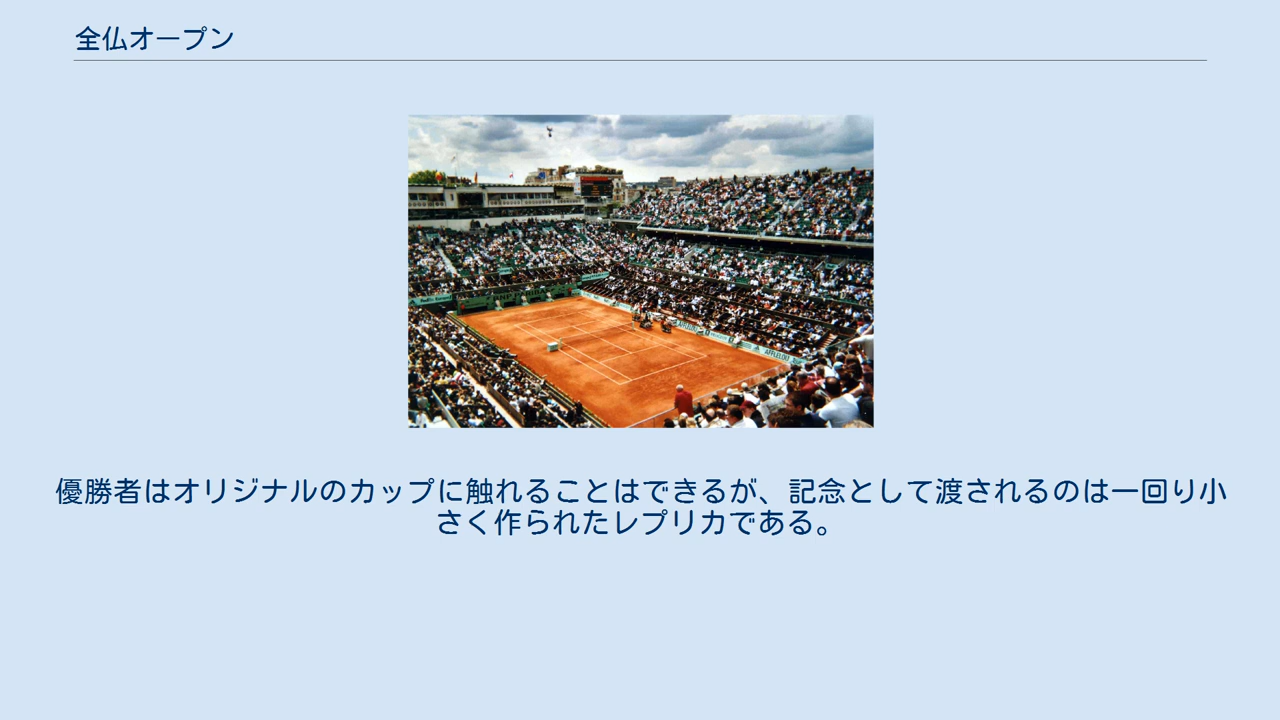 全仏オープン
優勝者はオリジナルのカップに触れることはできるが、記念として渡されるのは一回り小
さく作られたレプリカである。